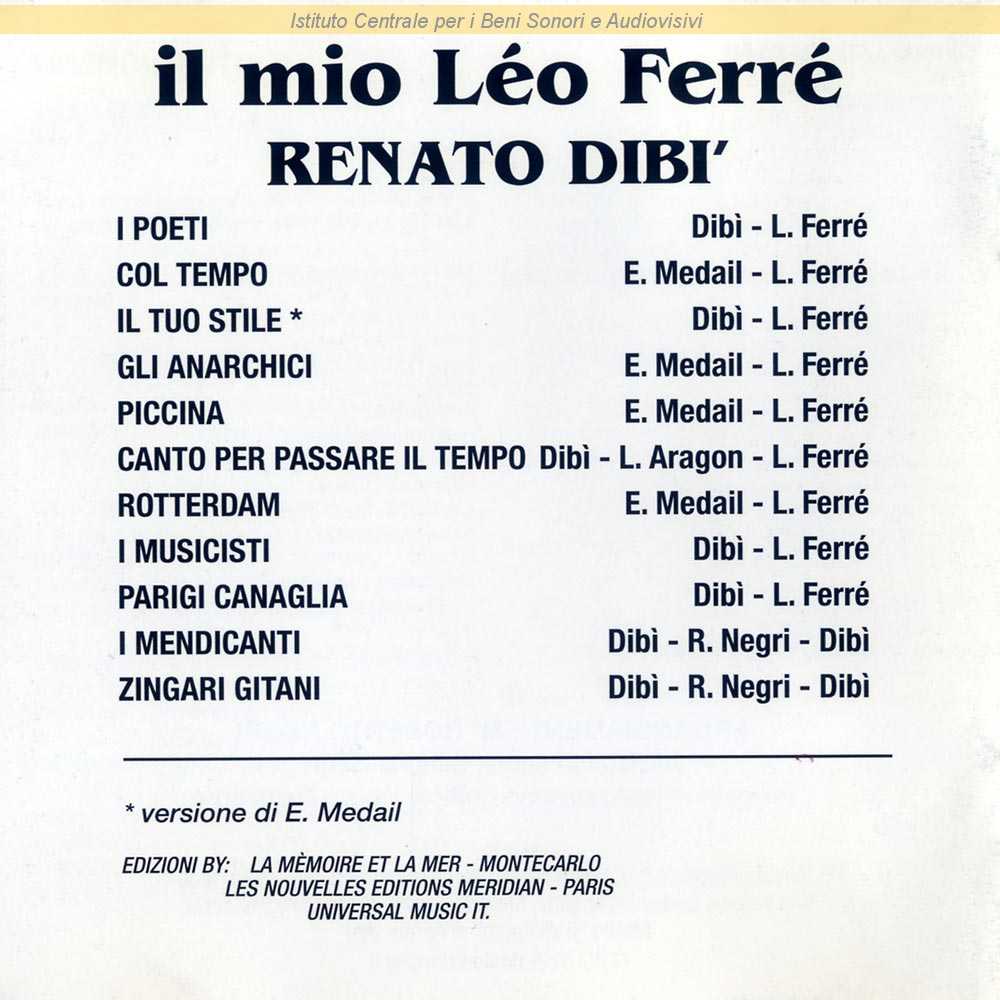 Istituto Centrale per i Beni Sonori e Audiovisivi
il mio Léo Ferré
RENATO DIBI'
I POETI Dibì - L. Ferré
COL TEMPO E. Medail - L. Ferré
IL TUO STILE * Dibì - L. Ferré
GLI ANARCHICI E. Medail - L. Ferré
PICCINA E. Medail - L. Ferré
CANTO PER PASSARE IL TEMPO Dibì - L. Aragon - L. Ferré
ROTTERDAM E. Medail - L. Ferré
I MUSICISTI Dibì - L. Ferré
PARIGI CANAGLIA Dibì - L. Ferré
I MENDICANTI Dibì - R. Negri - Dibì
ZINGARI GITANI Dibì - R. Negri - Dibì
* versione di E. Medail
EDIZIONI BY: LA MÈMOIRE ET LA MER - MONTECARLO
LES NOUVELLES EDITIONS MERIDIAN - PARIS
UNIVERSAL MUSIC IT.